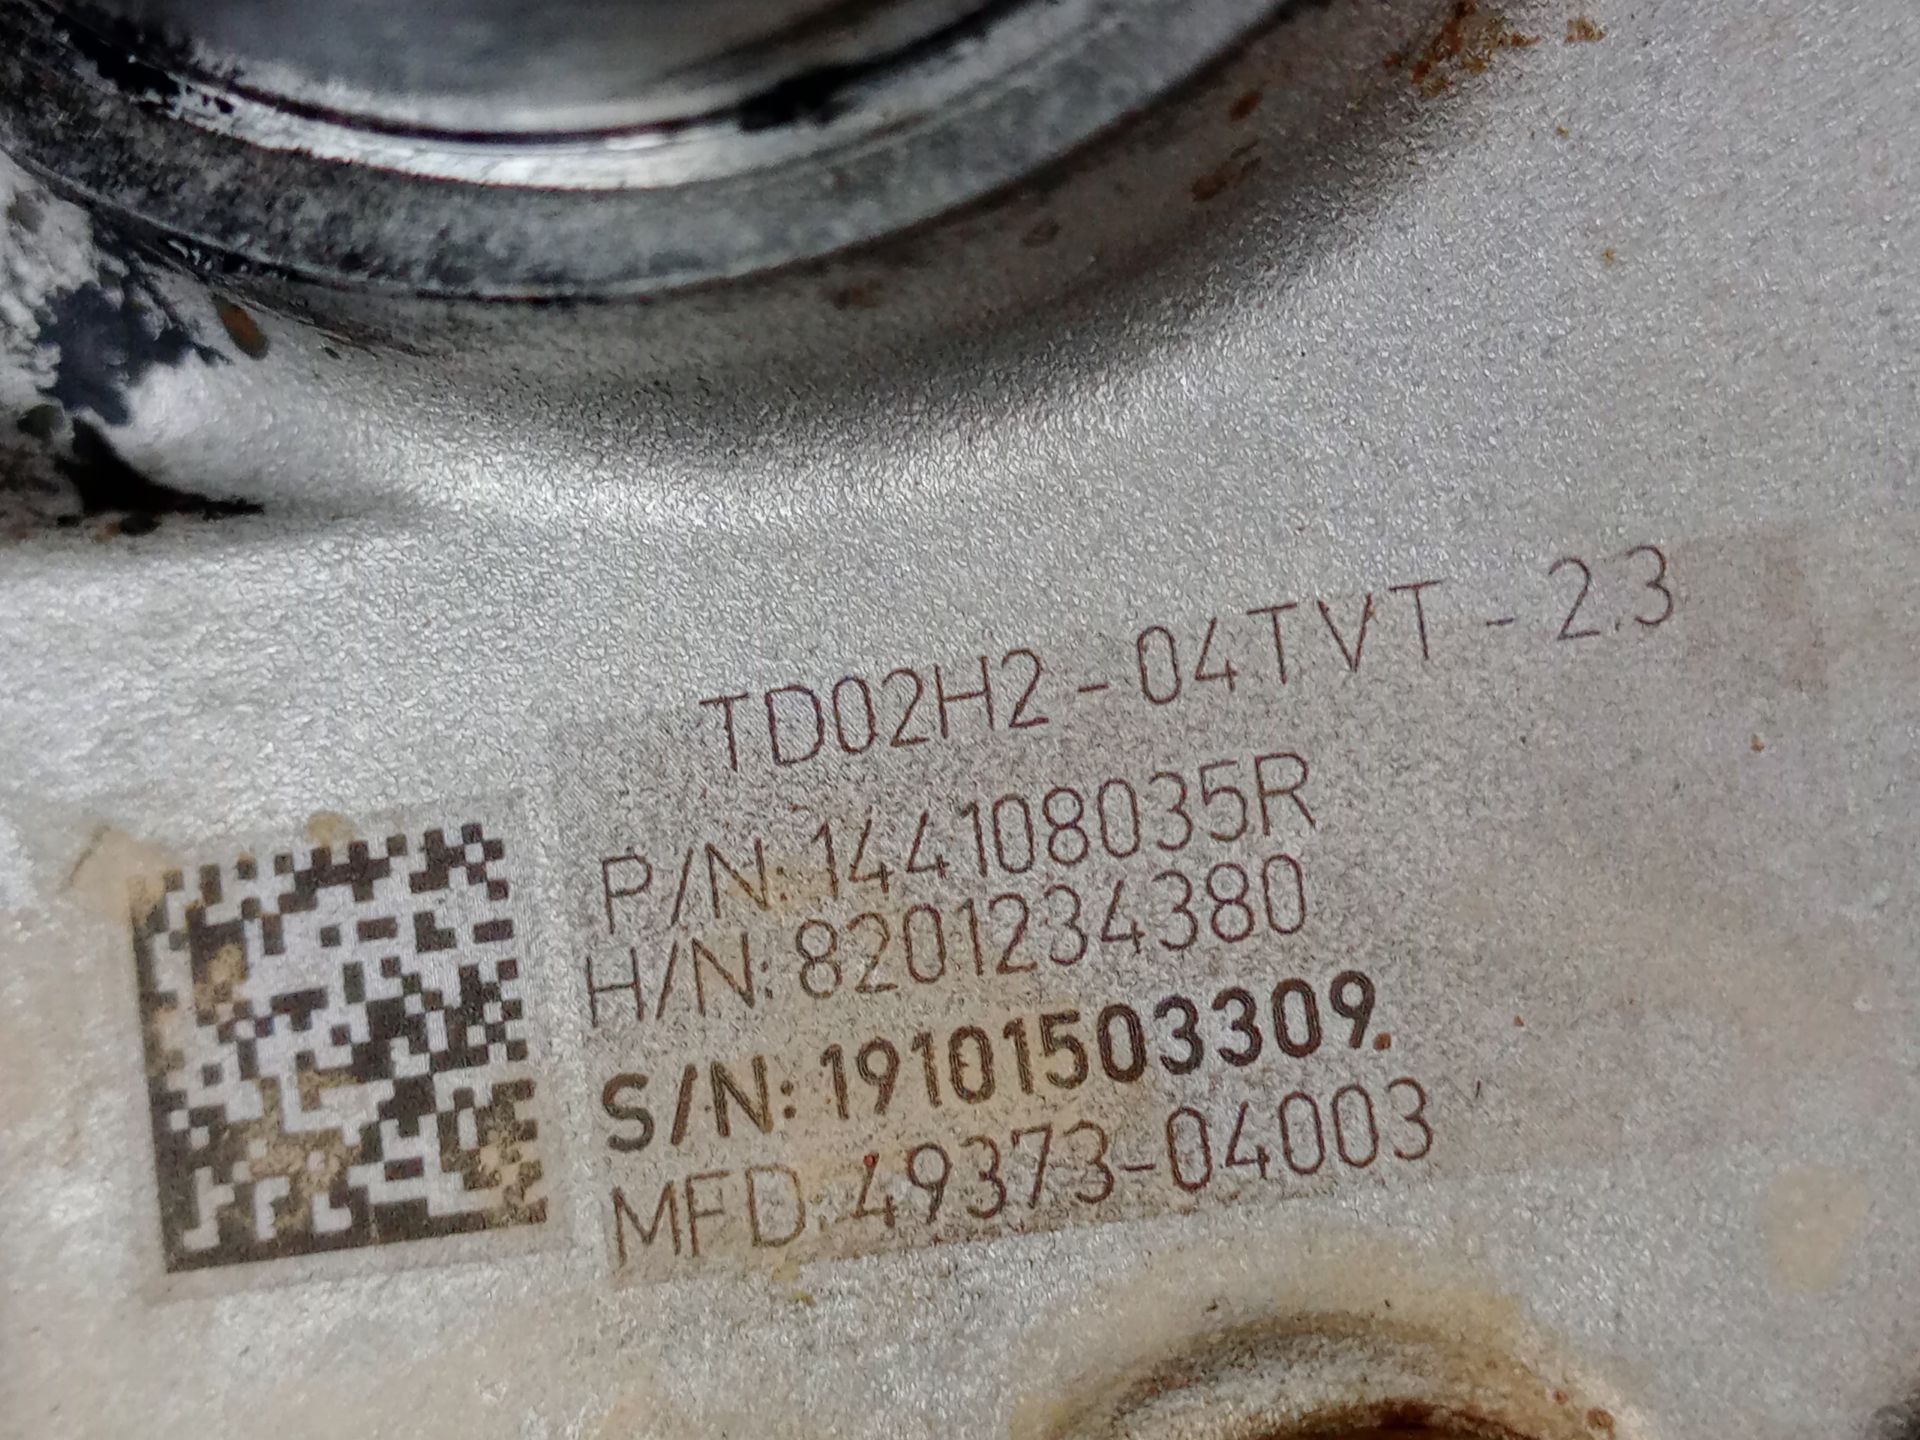 TD02H2-04TVT-2.3
P/N:144108035R
H/N:8201234380
S/N:19101503309.
MFD:49373-04003